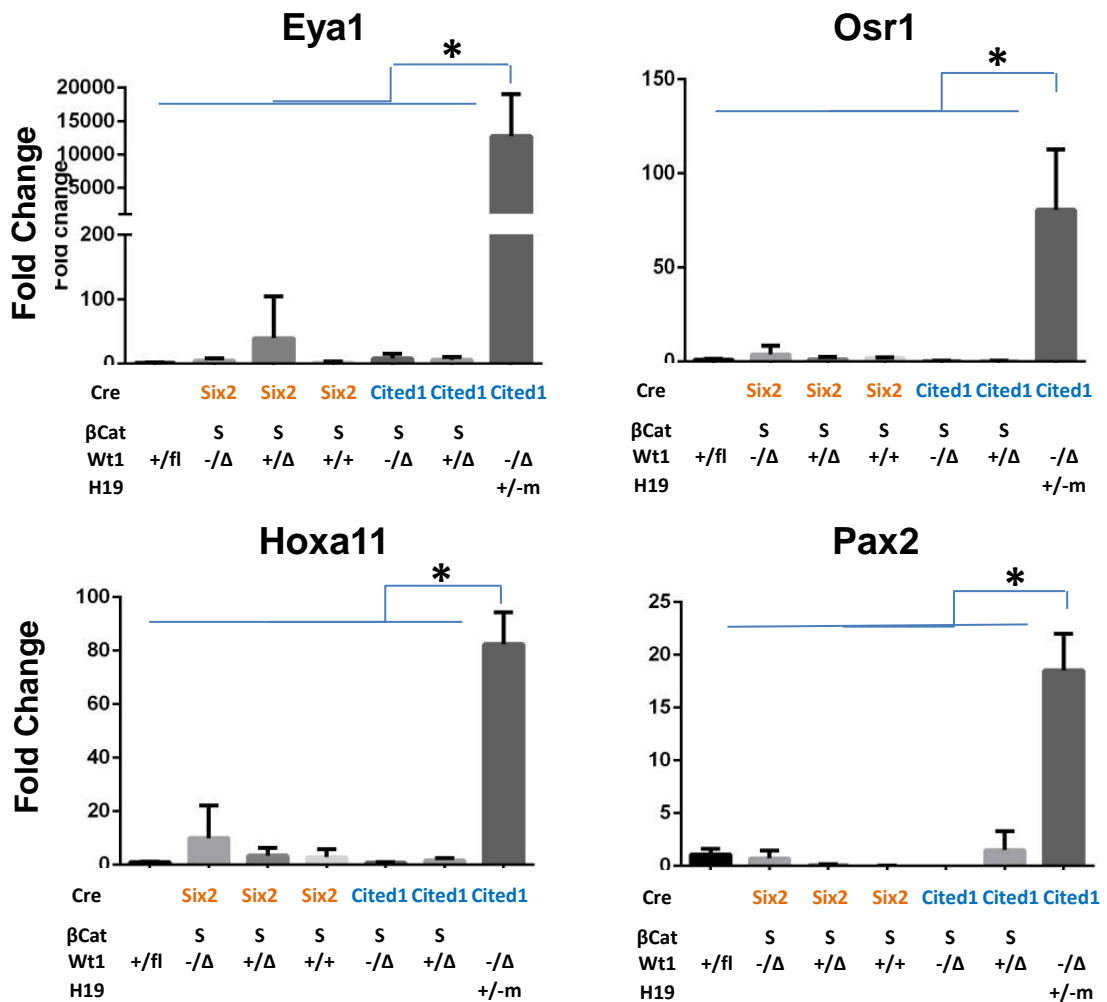 Eya1
*
Fold Change
Fold change
20000
15000
10000
5000
200
100
0
Cre Six2 Six2 Six2 Cited1 Cited1 Cited1
βCat S S S S S
Wt1 +/fl -/Δ +/Δ +/+ -/Δ +/Δ -/Δ
H19 +/-m
Osr1
*
150
100
50
0
Cre Six2 Six2 Six2 Cited1 Cited1 Cited1
βCat S S S S S
Wt1 +/fl -/Δ +/Δ +/+ -/Δ +/Δ -/Δ
H19 +/-m
Hoxa11
*
Fold Change
100
80
60
40
20
0
Cre Six2 Six2 Six2 Cited1 Cited1 Cited1
βCat S S S S S
Wt1 +/fl -/Δ +/Δ +/+ -/Δ +/Δ -/Δ
H19 +/-m
Pax2
*
25
20
15
10
5
0
Cre Six2 Six2 Six2 Cited1 Cited1 Cited1
βCat S S S S S
Wt1 +/fl -/Δ +/Δ +/+ -/Δ +/Δ -/Δ
H19 +/-m